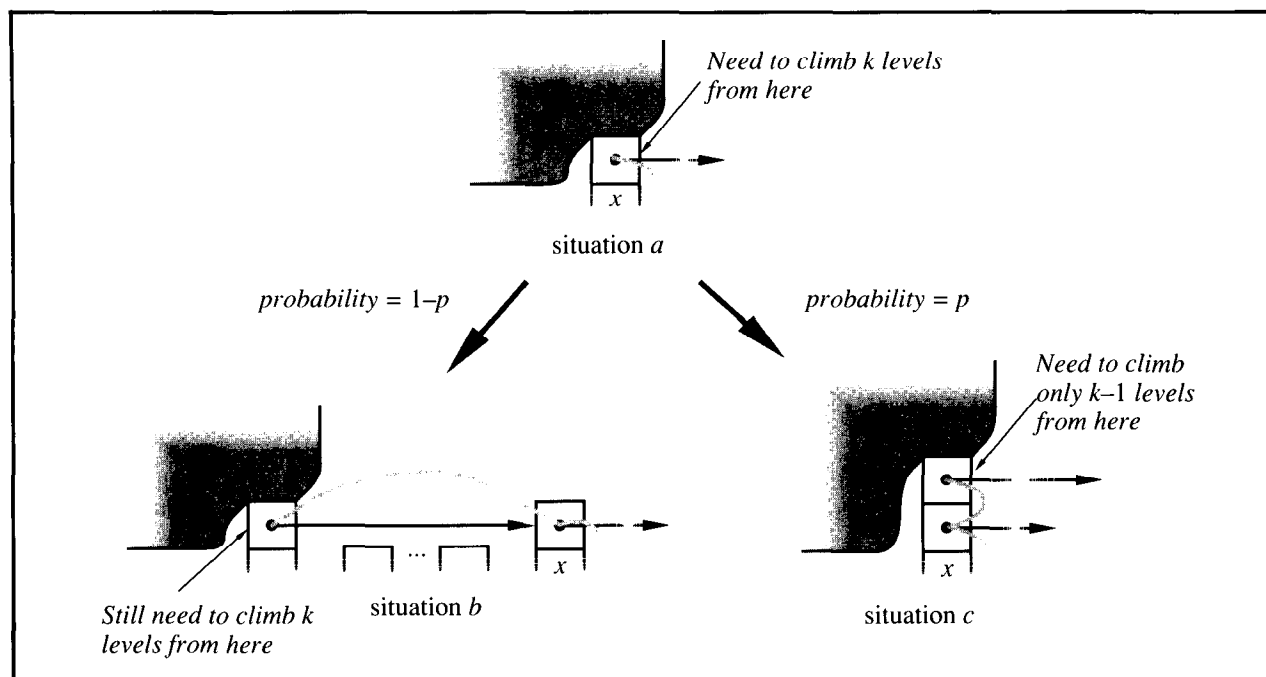 Need to climb k levels
from here
x
situation a
probability = 1–p
probability = p
Need to climb
only k–1 levels
from here
...
x
Still need to climb k
levels from here
situation b
x
situation c